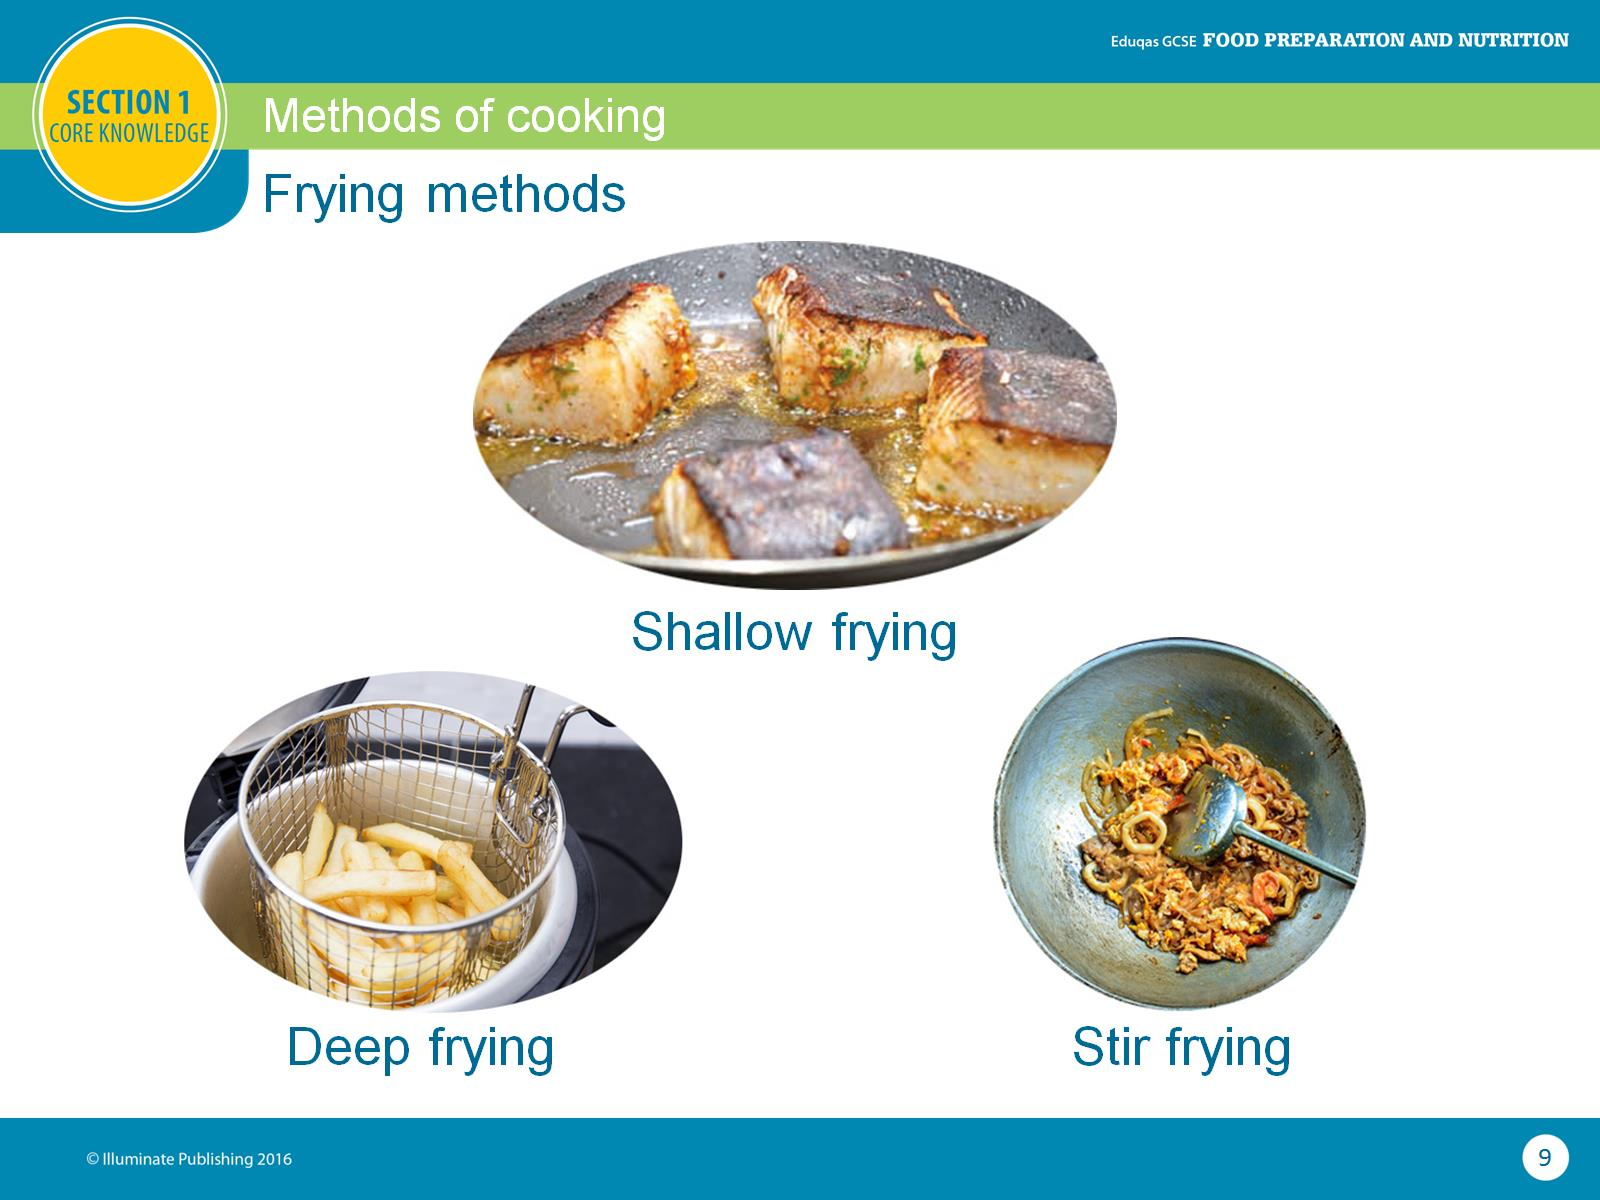 Eduqas GCSE FOOD PREPARATION AND NUTRITION
SECTION 1
CORE KNOWLEDGE
Methods of cooking
Frying methods
Shallow frying
Deep frying
Stir frying
© Illuminate Publishing 2016
9